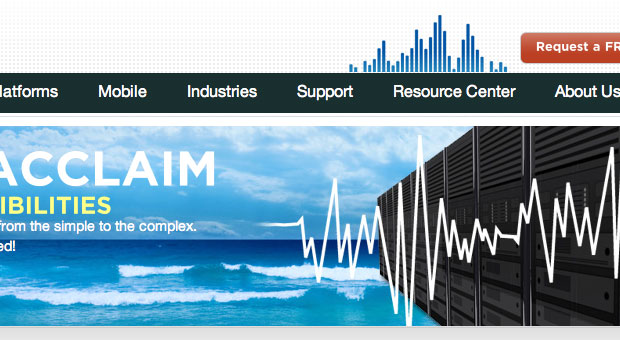 Request a FR
latforms Mobile Industries Support Resource Center About Us
ACCLAIM
IBILITIES
from the simple to the complex.
ed!